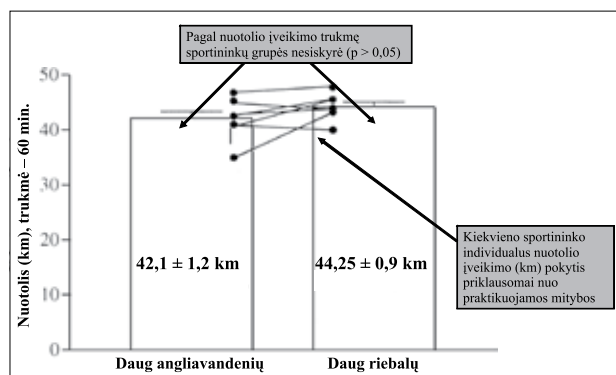 Pagal nuotolio įveikimo trukmę
sportininkų grupės nesiskyrė (p > 0,05)
Nuotolis (km), trukmė – 60 min.
50
40
30
20
10
0
42,1 ± 1,2 km
44,25 ± 0,9 km
Kiekvieno sportininko
individualus nuotolio
įveikimo (km) pokytis
priklausomai nuo
praktikuojamos mitybos
Daug angliavandenių
Daug riebalų